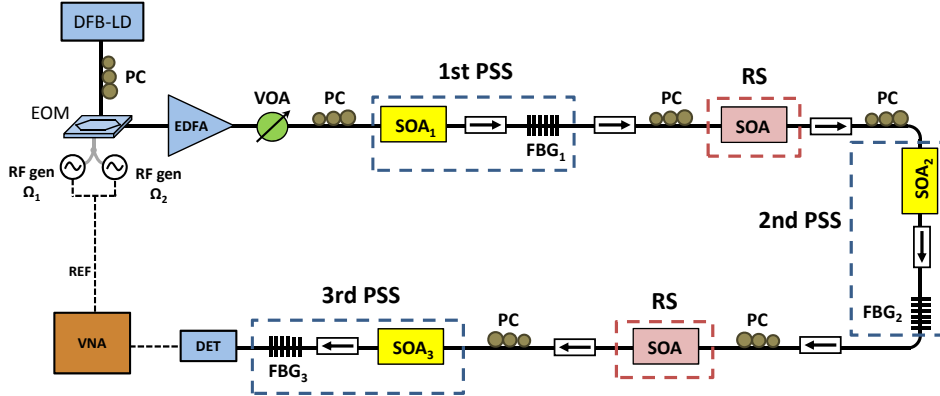 DFB-LD
PC
EOM
EDFA
VOA
PC
1st PSS
SOA₁
FBG₁
PC
RS
SOA
PC
RF gen
Ω₁
RF gen
Ω₂
SOA₂
2nd PSS
FBG₂
REF
VNA
DET
3rd PSS
FBG₃
SOA₃
PC
RS
SOA
PC